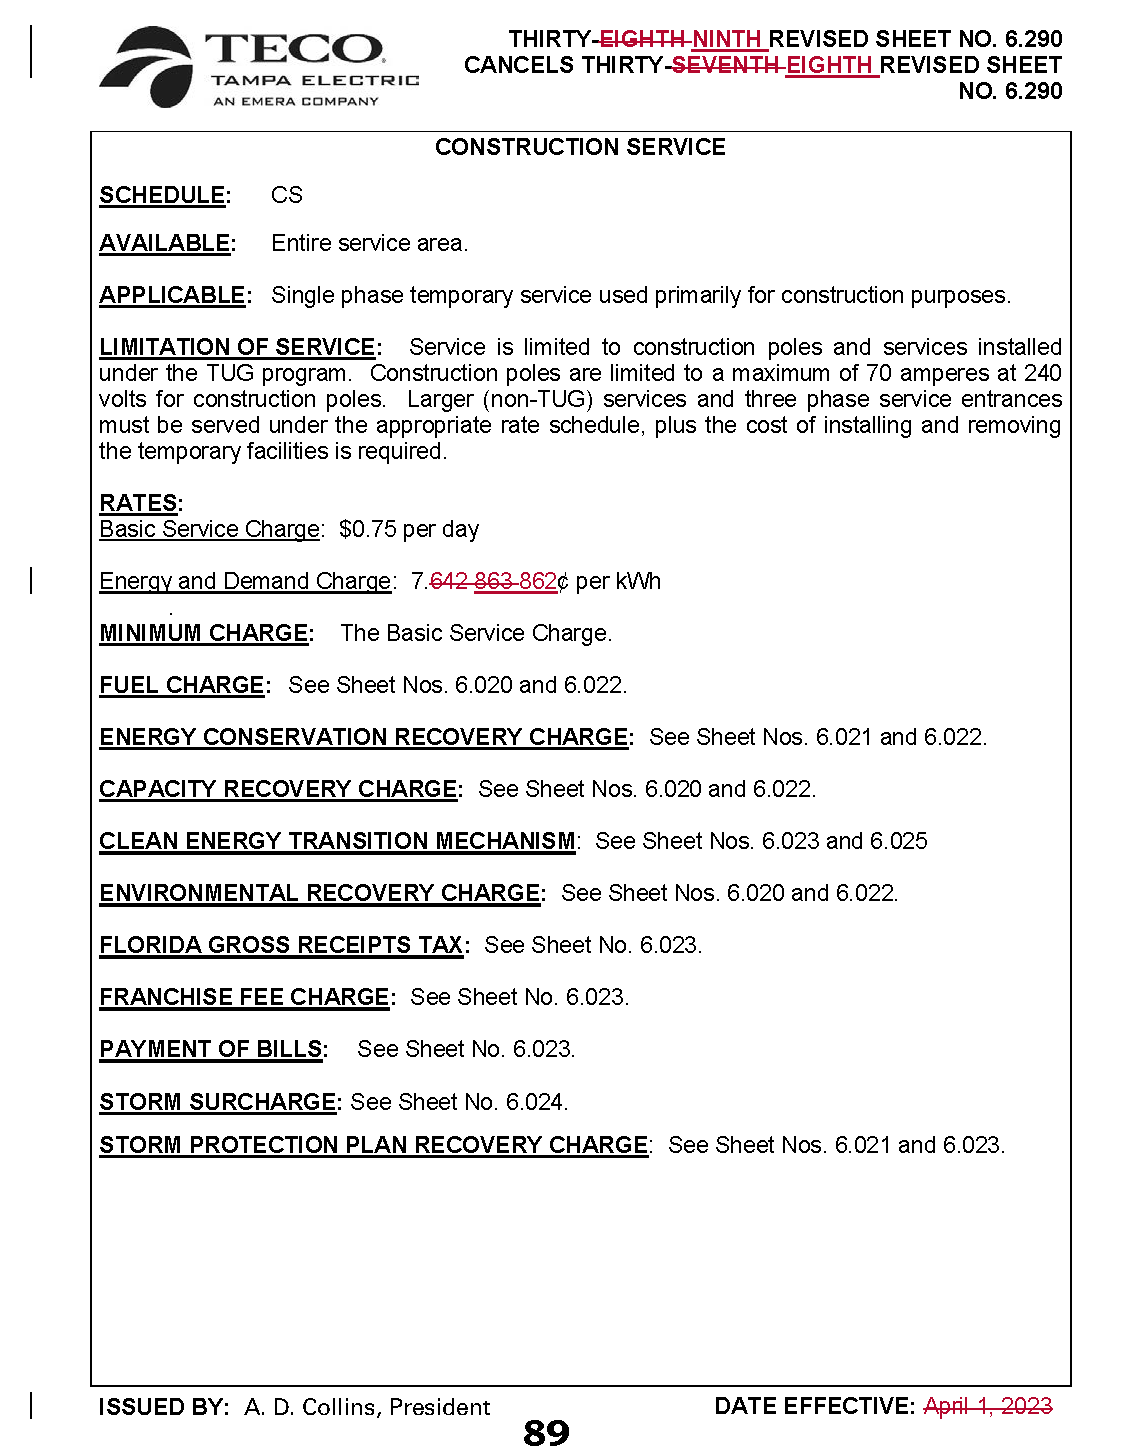 TECO.
TAMPA ELECTRIC
AN EMERA COMPANY
THIRTY-EIGHTH NINTH REVISED SHEET NO. 6.290
CANCELS THIRTY-SEVENTH EIGHTH REVISED SHEET
NO. 6.290
CONSTRUCTION SERVICE
SCHEDULE: CS
AVAILABLE: Entire service area.
APPLICABLE: Single phase temporary service used primarily for construction purposes.
LIMITATION OF SERVICE: Service is limited to construction poles and services installed
under the TUG program. Construction poles are limited to a maximum of 70 amperes at 240
volts for construction poles. Larger (non-TUG) services and three phase service entrances
must be served under the appropriate rate schedule, plus the cost of installing and removing
the temporary facilities is required.
RATES:
Basic Service Charge: $0.75 per day
Energy and Demand Charge: 7.642 863 862¢ per kWh
.
MINIMUM CHARGE: The Basic Service Charge.
FUEL CHARGE: See Sheet Nos. 6.020 and 6.022.
ENERGY CONSERVATION RECOVERY CHARGE: See Sheet Nos. 6.021 and 6.022.
CAPACITY RECOVERY CHARGE: See Sheet Nos. 6.020 and 6.022.
CLEAN ENERGY TRANSITION MECHANISM: See Sheet Nos. 6.023 and 6.025
ENVIRONMENTAL RECOVERY CHARGE: See Sheet Nos. 6.020 and 6.022.
FLORIDA GROSS RECEIPTS TAX: See Sheet No. 6.023.
FRANCHISE FEE CHARGE: See Sheet No. 6.023.
PAYMENT OF BILLS: See Sheet No. 6.023.
STORM SURCHARGE: See Sheet No. 6.024.
STORM PROTECTION PLAN RECOVERY CHARGE: See Sheet Nos. 6.021 and 6.023.
ISSUED BY: A. D. Collins, President
DATE EFFECTIVE: April 1, 2023
89